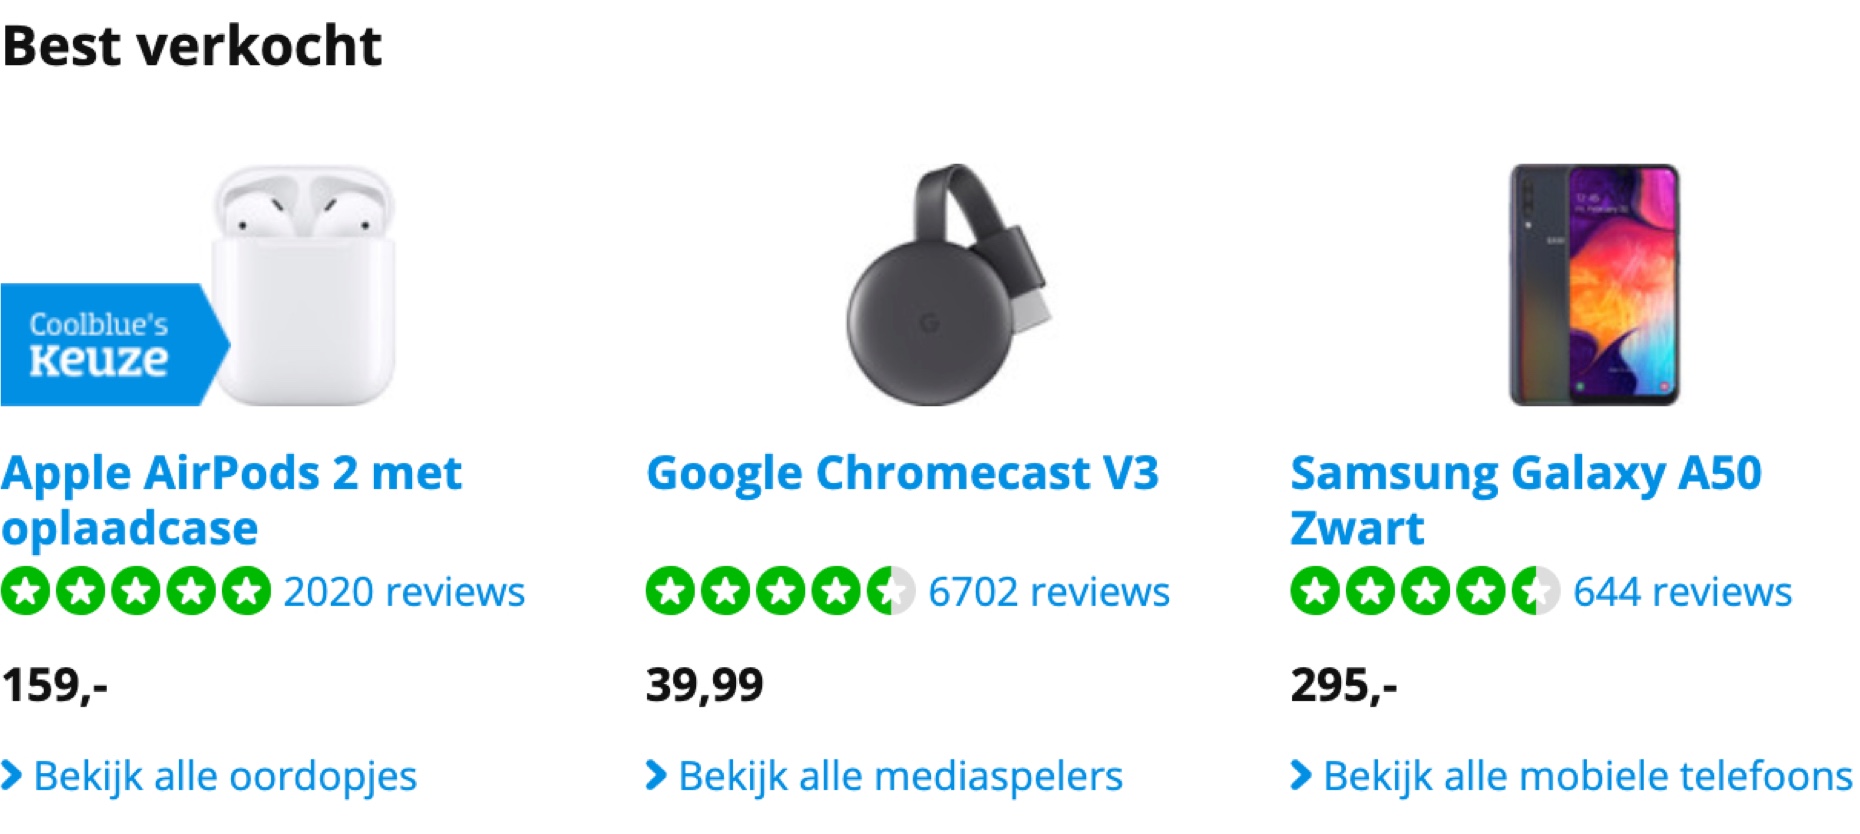 Best verkocht
Coolblue's
Keuze
Apple AirPods 2 met
oplaadcase
2020 reviews
159,-
Bekijk alle oordopjes
Google Chromecast V3
6702 reviews
39,99
Bekijk alle mediaspelers
Samsung Galaxy A50
Zwart
644 reviews
295,-
Bekijk alle mobiele telefoons